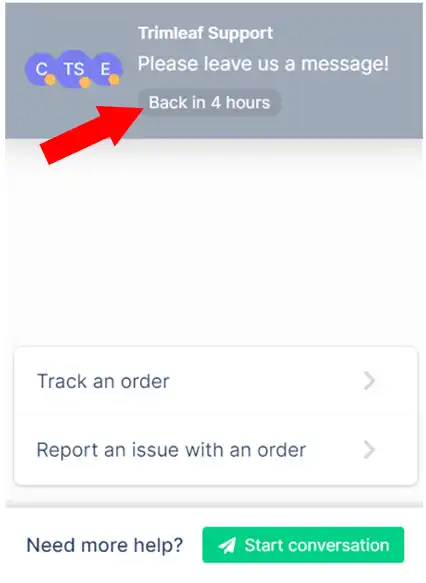 Trimleaf Support
C TS E Please leave us a message!
Back in 4 hours
Track an order
Report an issue with an order
Need more help? Start conversation